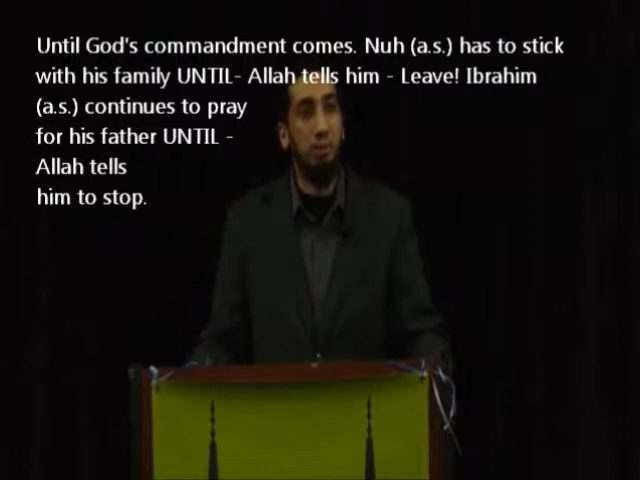 Until God's commandment comes. Nuh (a.s.) has to stick
with his family UNTIL- Allah tells him - Leave! Ibrahim
(a.s.) continues to pray
for his father UNTIL -
Allah tells
him to stop.